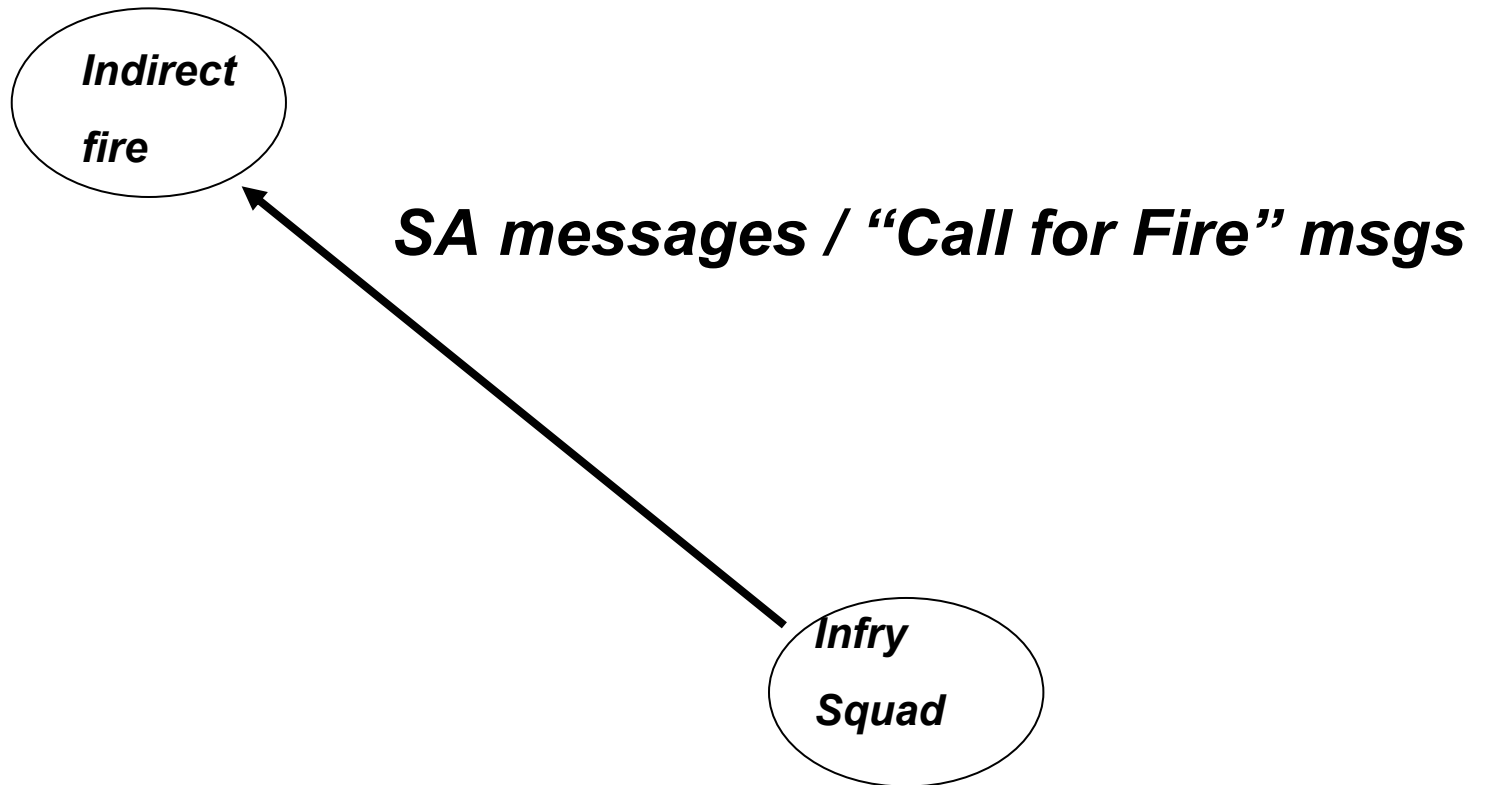 Indirect
fire
SA messages / “Call for Fire” msgs
Infry
Squad